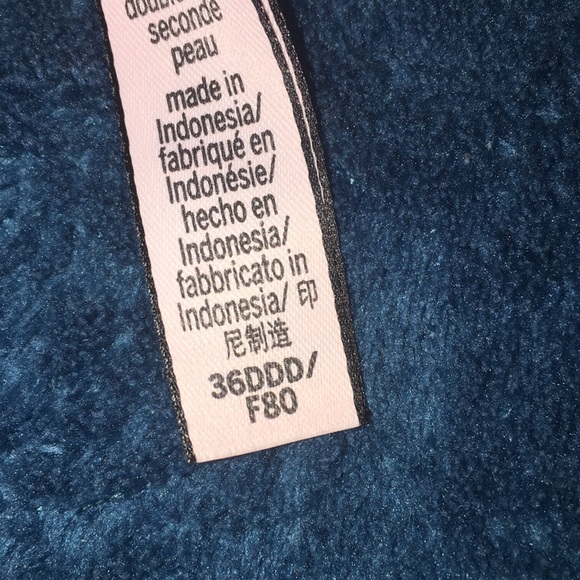 seconde
peau
made in
Indonesia/
fabriqué en
Indonésie/
hecho en
Indonesia/
fabbricato in
Indonesia/ 印
尼制造
36DDD/
F80